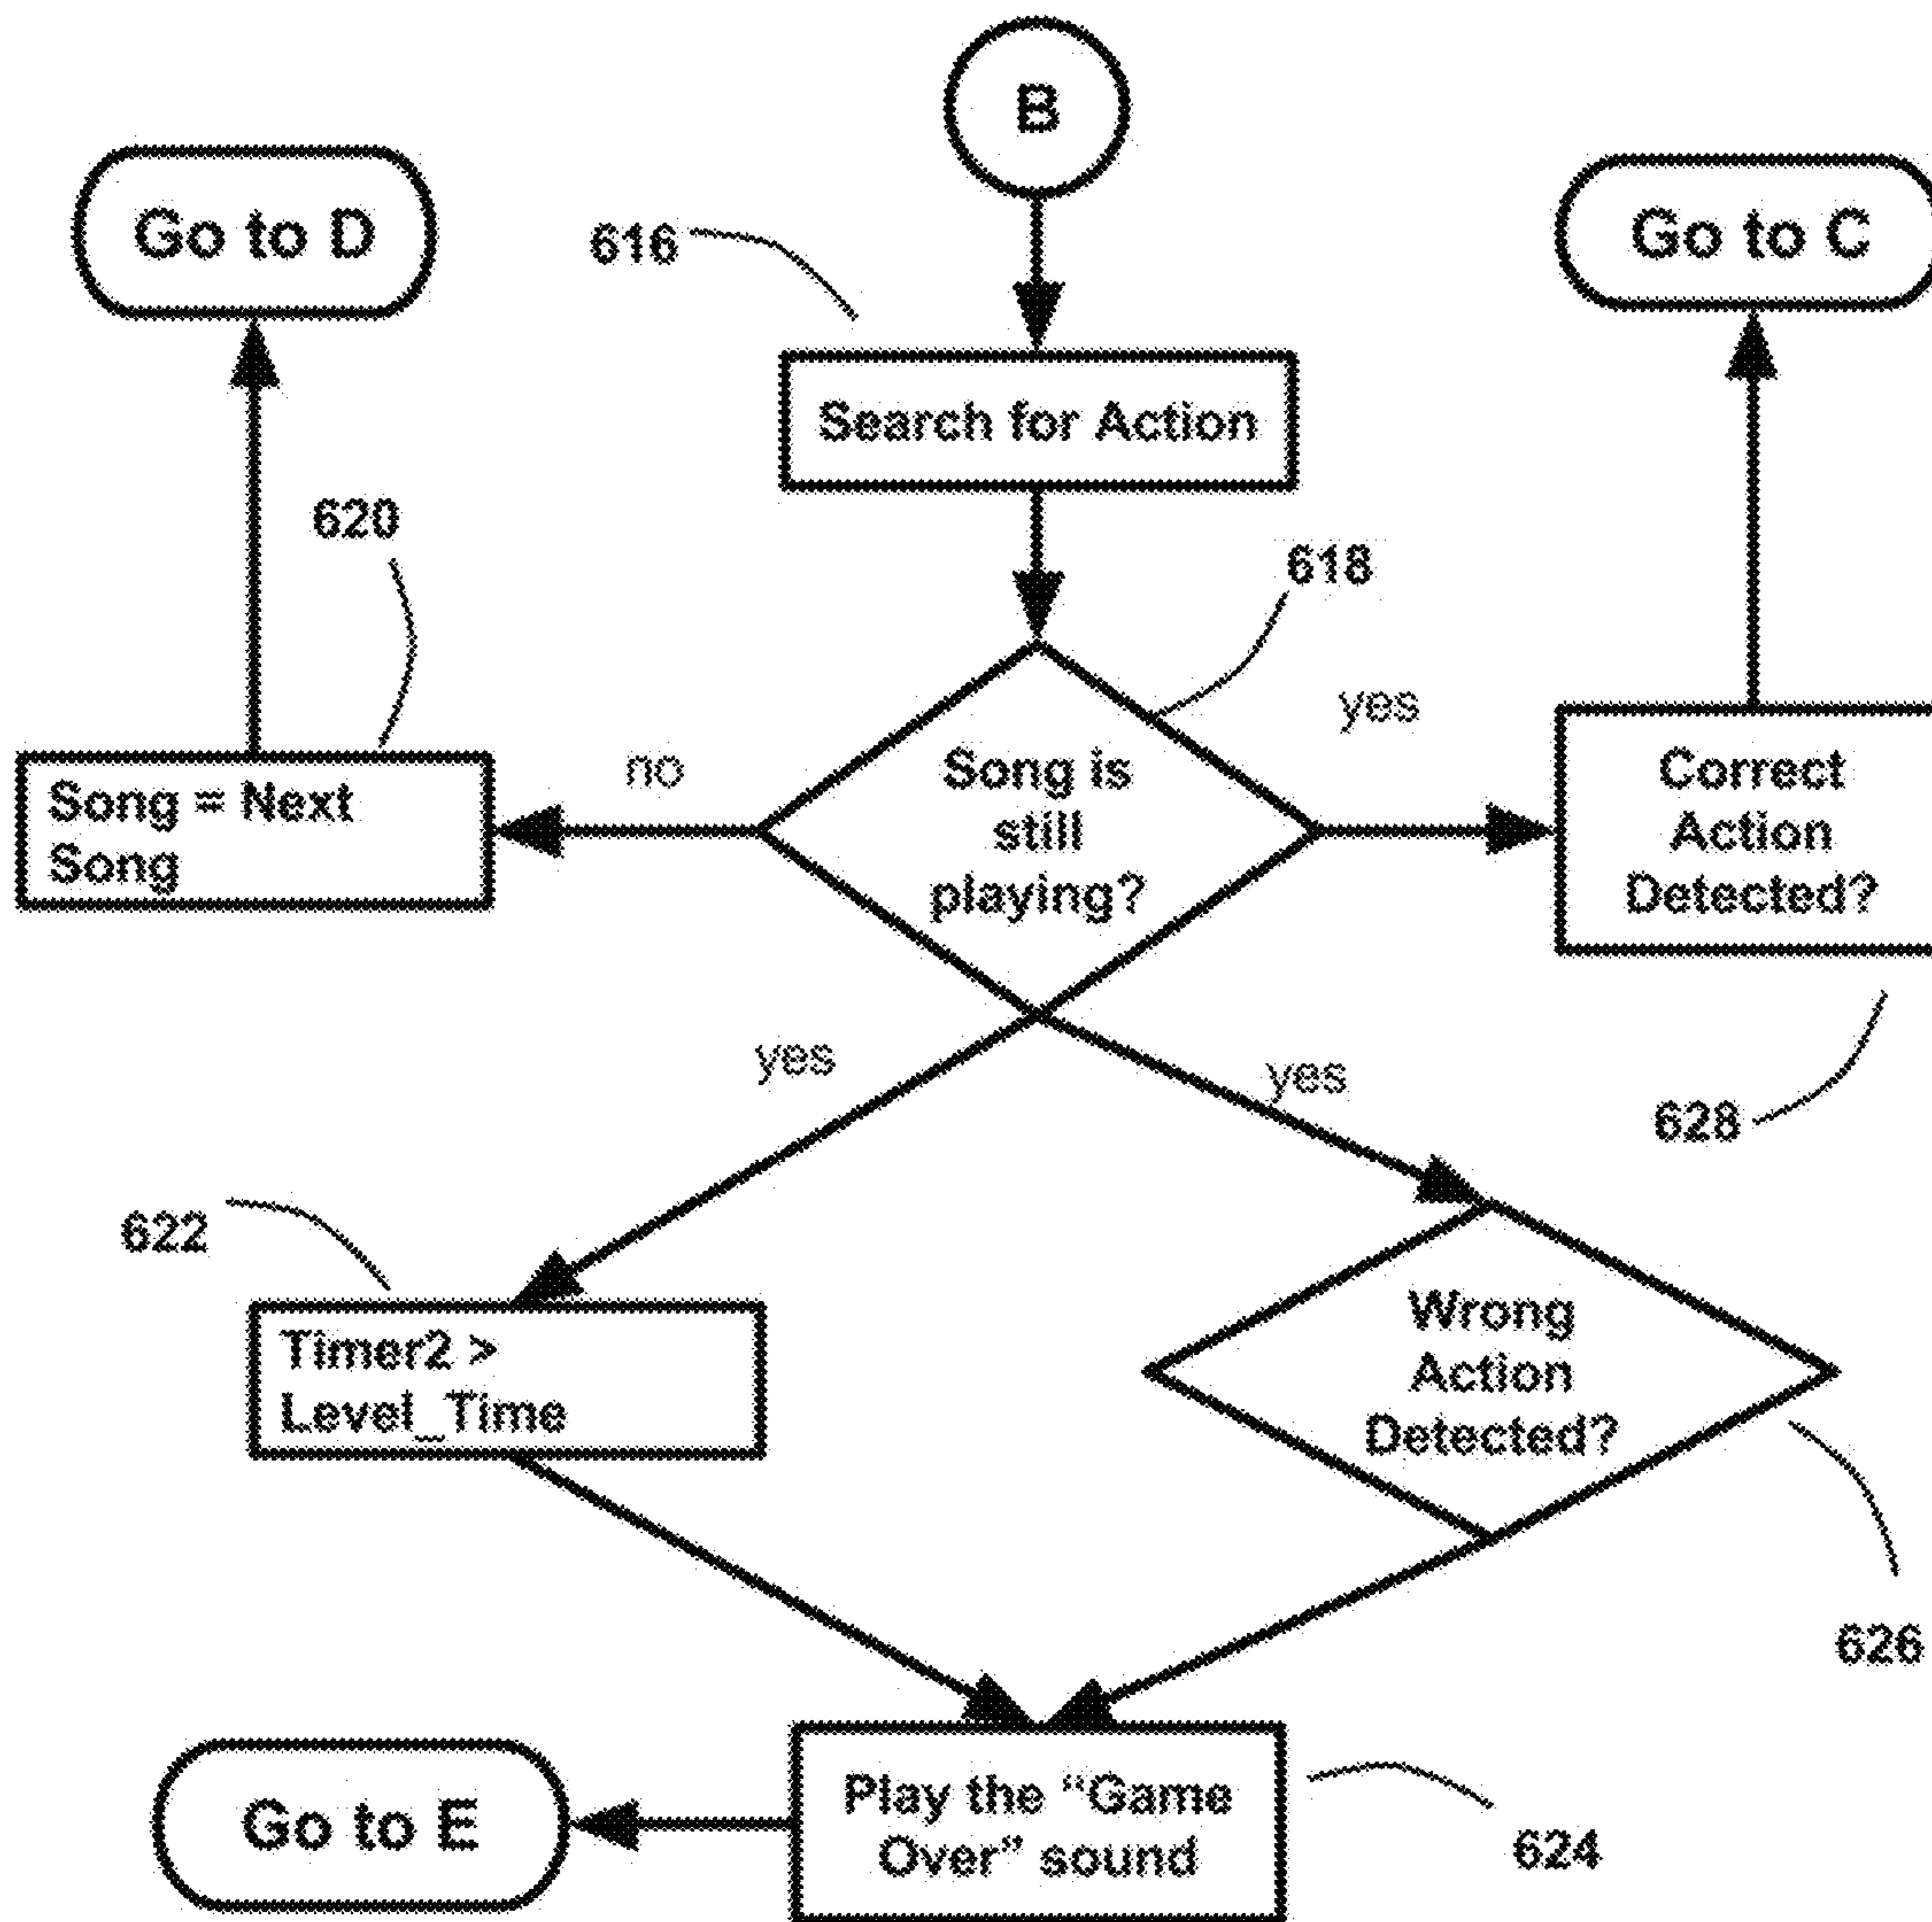 B
Go to D
Go to C
616
Search for Action
620
618
yes
no
Song = Next
Song
Song is
still
playing?
Correct
Action
Detected?
yes
yes
628
622
Timer2 >
Level_Time
Wrong
Action
Detected?
626
Go to E
Play the “Game
Over” sound
624